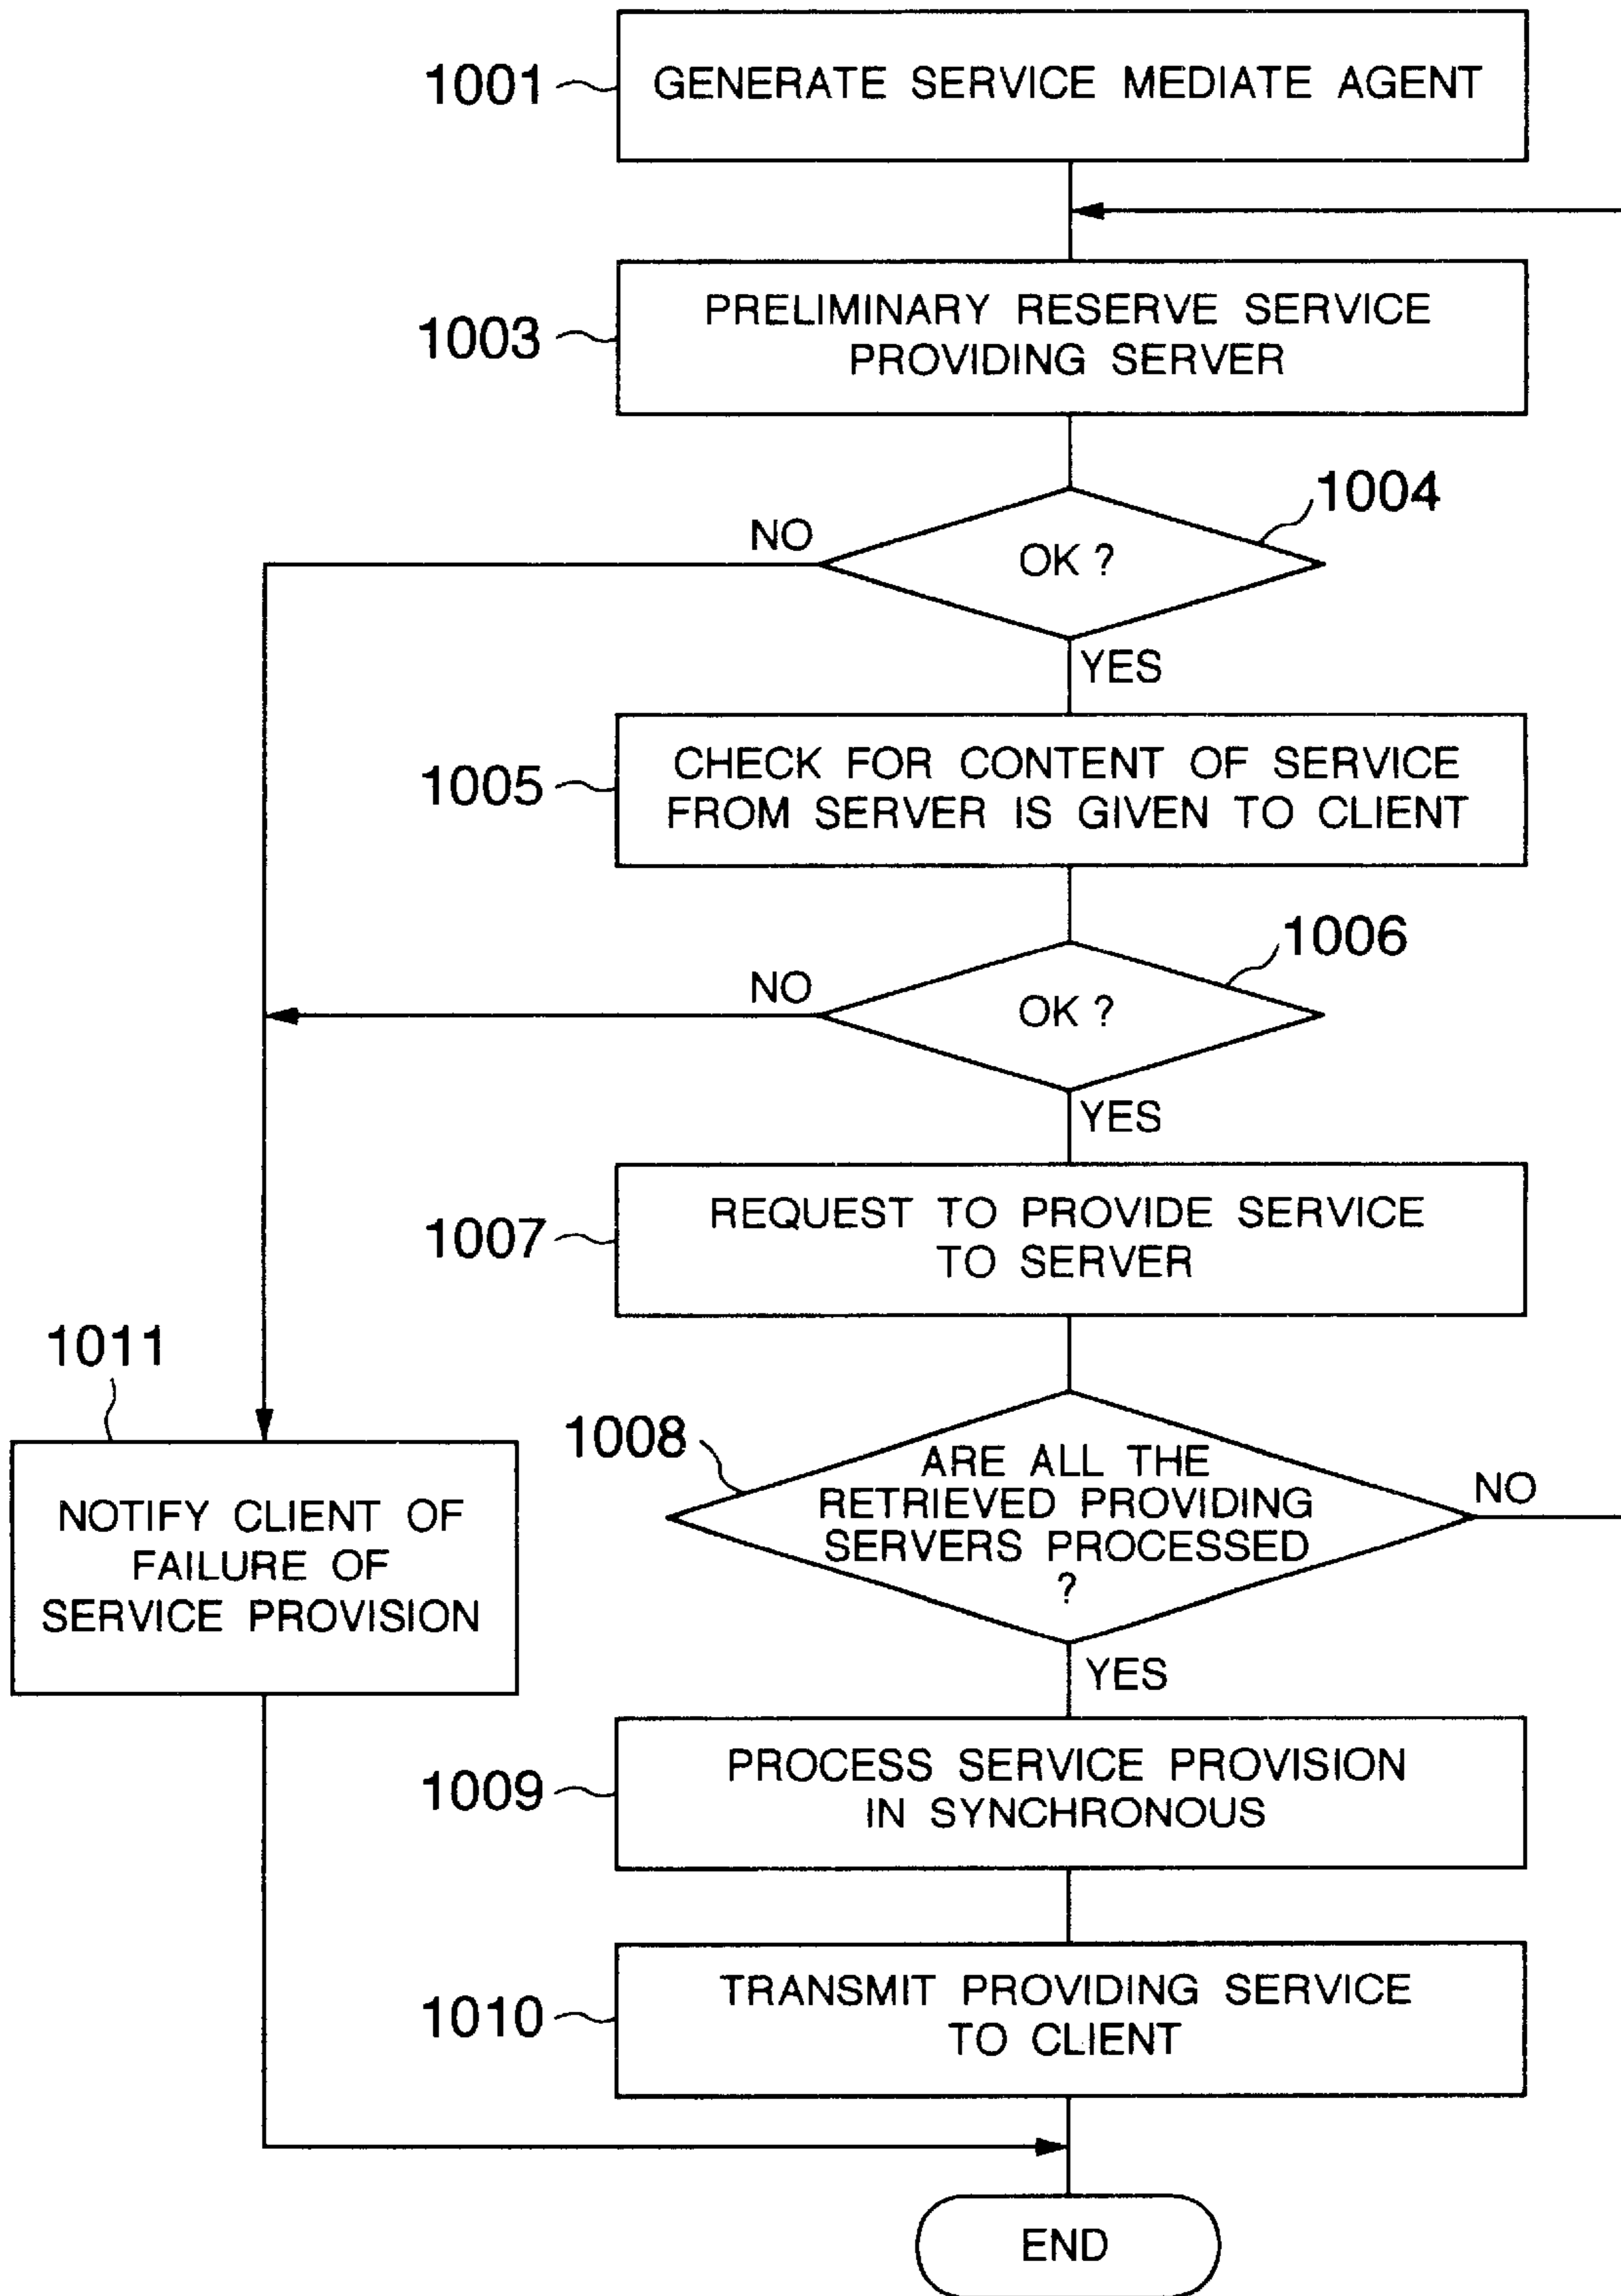 1001
GENERATE SERVICE MEDIATE AGENT
1003
PRELIMINARY RESERVE SERVICE
PROVIDING SERVER
1004
NO
OK ?
YES
1005
CHECK FOR CONTENT OF SERVICE
FROM SERVER IS GIVEN TO CLIENT
1006
NO
OK ?
YES
1007
REQUEST TO PROVIDE SERVICE
TO SERVER
1011
NOTIFY CLIENT OF
FAILURE OF
SERVICE PROVISION
1008
ARE ALL THE
RETRIEVED PROVIDING
SERVERS PROCESSED
?
NO
YES
1009
PROCESS SERVICE PROVISION
IN SYNCHRONOUS
1010
TRANSMIT PROVIDING SERVICE
TO CLIENT
END